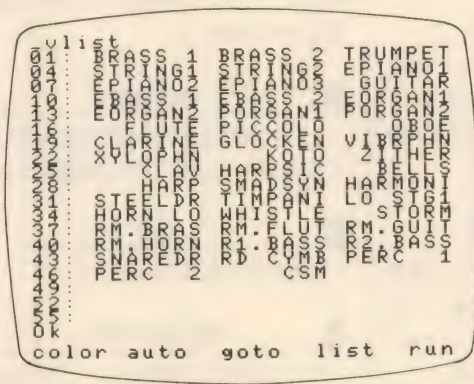 _vlist
01: BRASS 1 BRASS 2 TRUMPET
04: STRING1 STRING2 EPIANO1
07: EPIANO2 EPIANO3 GUITAR
10: EBASS 1 EBASS 2 EORGAN1
13: EORGAN2 PORGAN1 PORGAN2
16: FLUTE PICCOLO OBOE
19: CLARINE GLOCKEN VIBRPHN
22: XYLOPHN KOTO ZITHER
25: CLAV HARPSIC BELLS
28: HARP SMADSYN HARMONI
31: STEELDR TIMPANI LO STG1
34: HORN LO WHISTLE STORM
37: RM.BRAS RM.FLUT RM.GUIT
40: RM.HORN R1.BASS R2.BASS
43: SNAREDR RD CYMB PERC 1
46: PERC 2 CSM
49:
52:
55:
Ok
color auto goto list run